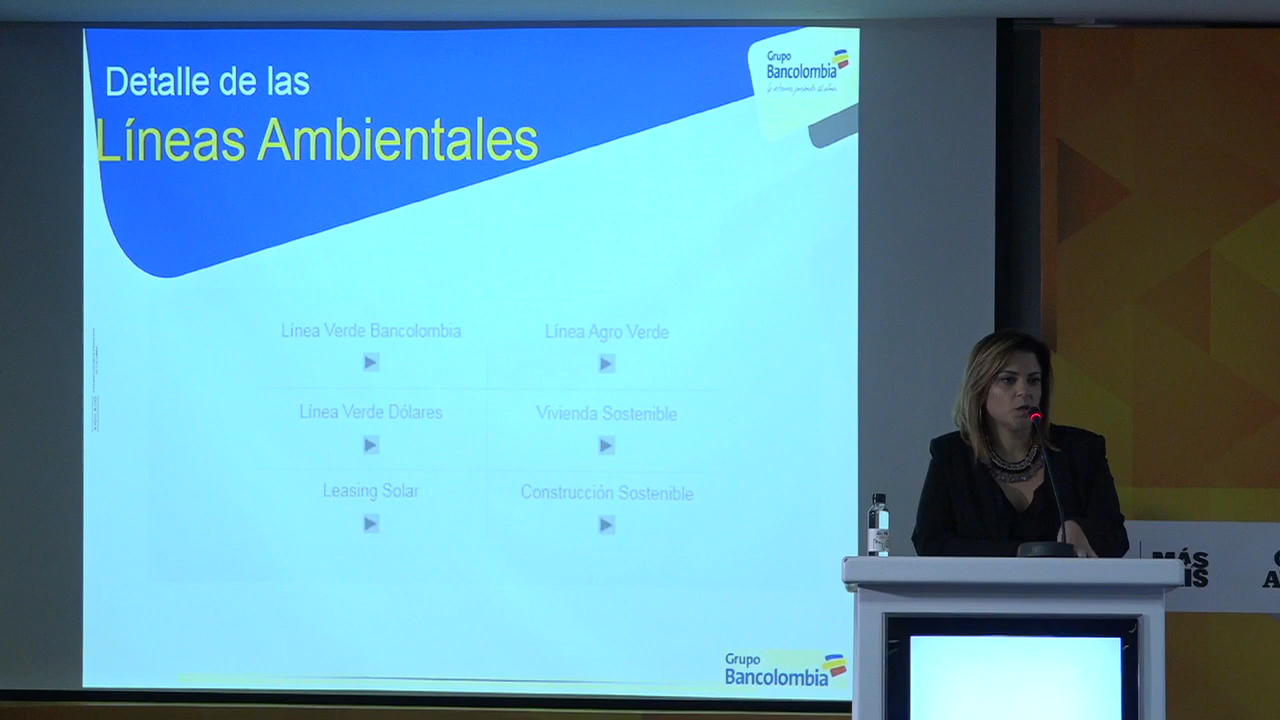 Detalle de las
Líneas Ambientales
Grupo
Bancolombia
Línea Verde Bancolombia
Línea Agro Verde
Línea Verde Dólares
Vivienda Sostenible
Leasing Solar
Construcción Sostenible
Grupo
Bancolombia
MÁS